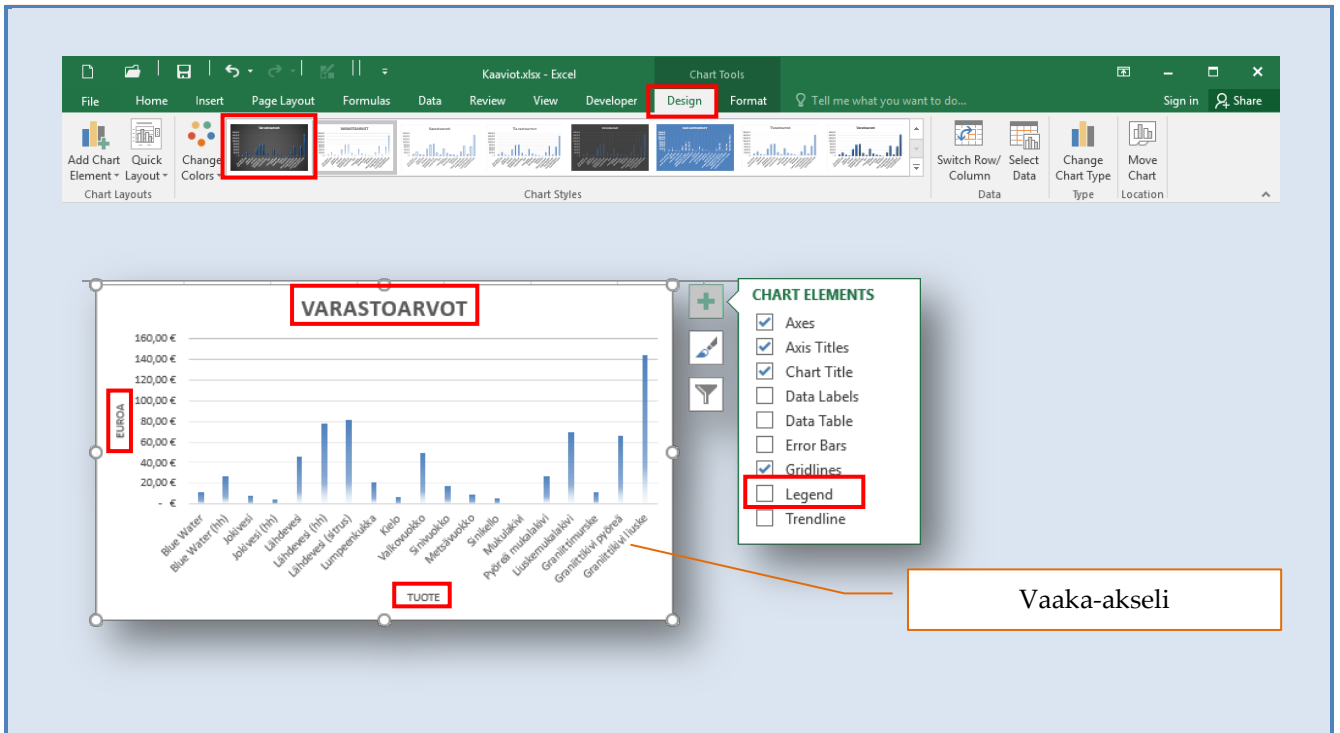 Kaaviot.xlsx - Excel
Chart Tools
File Home Insert Page Layout Formulas Data Review View Developer Design Format Tell me what you want to do... Sign in Share
Add Chart Element
Quick Layout
Change Colors
Switch Row/ Column
Select Data
Change Chart Type
Move Chart
Chart Layouts
Chart Styles
Data
Type
Location
VARASTOARVOT
160,00 €
140,00 €
120,00 €
100,00 €
80,00 €
60,00 €
40,00 €
20,00 €
- €
EUROA
Blue Water
Blue Water (hh)
Jokivesi
Jokivesi (hh)
Lähdevesi
Lähdevesi (hh)
Lähdevesi (sitrus)
Lumpeenkukka
Kielo
Valkovuokko
Sinivuokko
Metsävuokko
Sinikello
Mukulakivi
Pyöreä mukalakivi
Liuskemukalakivi
Graniittimurske
Graniittikivi pyöreä
Graniittikivi liuske
TUOTE
CHART ELEMENTS
Axes
Axis Titles
Chart Title
Data Labels
Data Table
Error Bars
Gridlines
Legend
Trendline
Vaaka-akseli